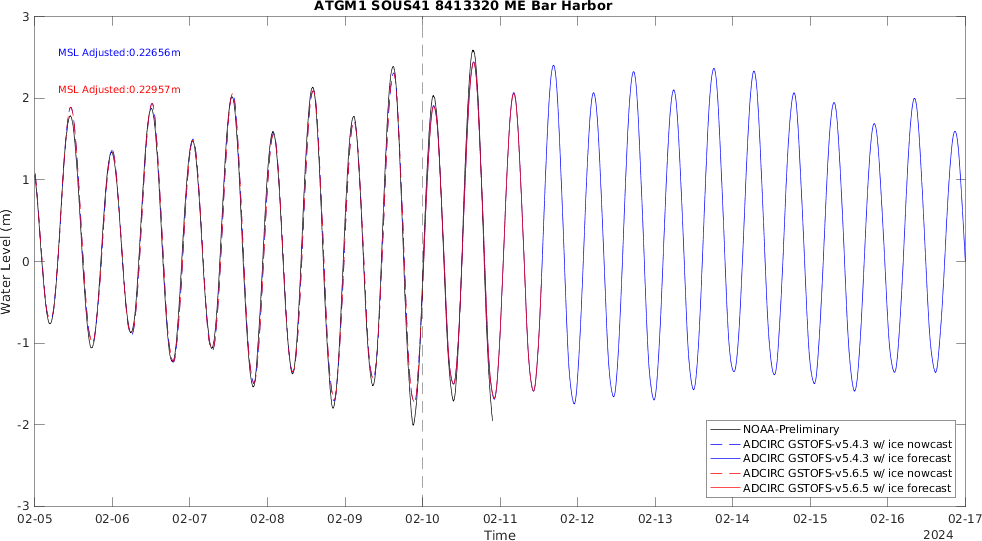 ATGM1 SOUS41 8413320 ME Bar Harbor
MSL Adjusted:0.22656m
MSL Adjusted:0.22957m
3
2
1
0
-1
-2
-3
Water Level (m)
NOAA-Preliminary
ADCIRC GSTOFS-v5.4.3 w/ ice nowcast
ADCIRC GSTOFS-v5.4.3 w/ ice forecast
ADCIRC GSTOFS-v5.6.5 w/ ice nowcast
ADCIRC GSTOFS-v5.6.5 w/ ice forecast
02-05 02-06 02-07 02-08 02-09 02-10 02-11 02-12 02-13 02-14 02-15 02-16 02-17
Time
2024